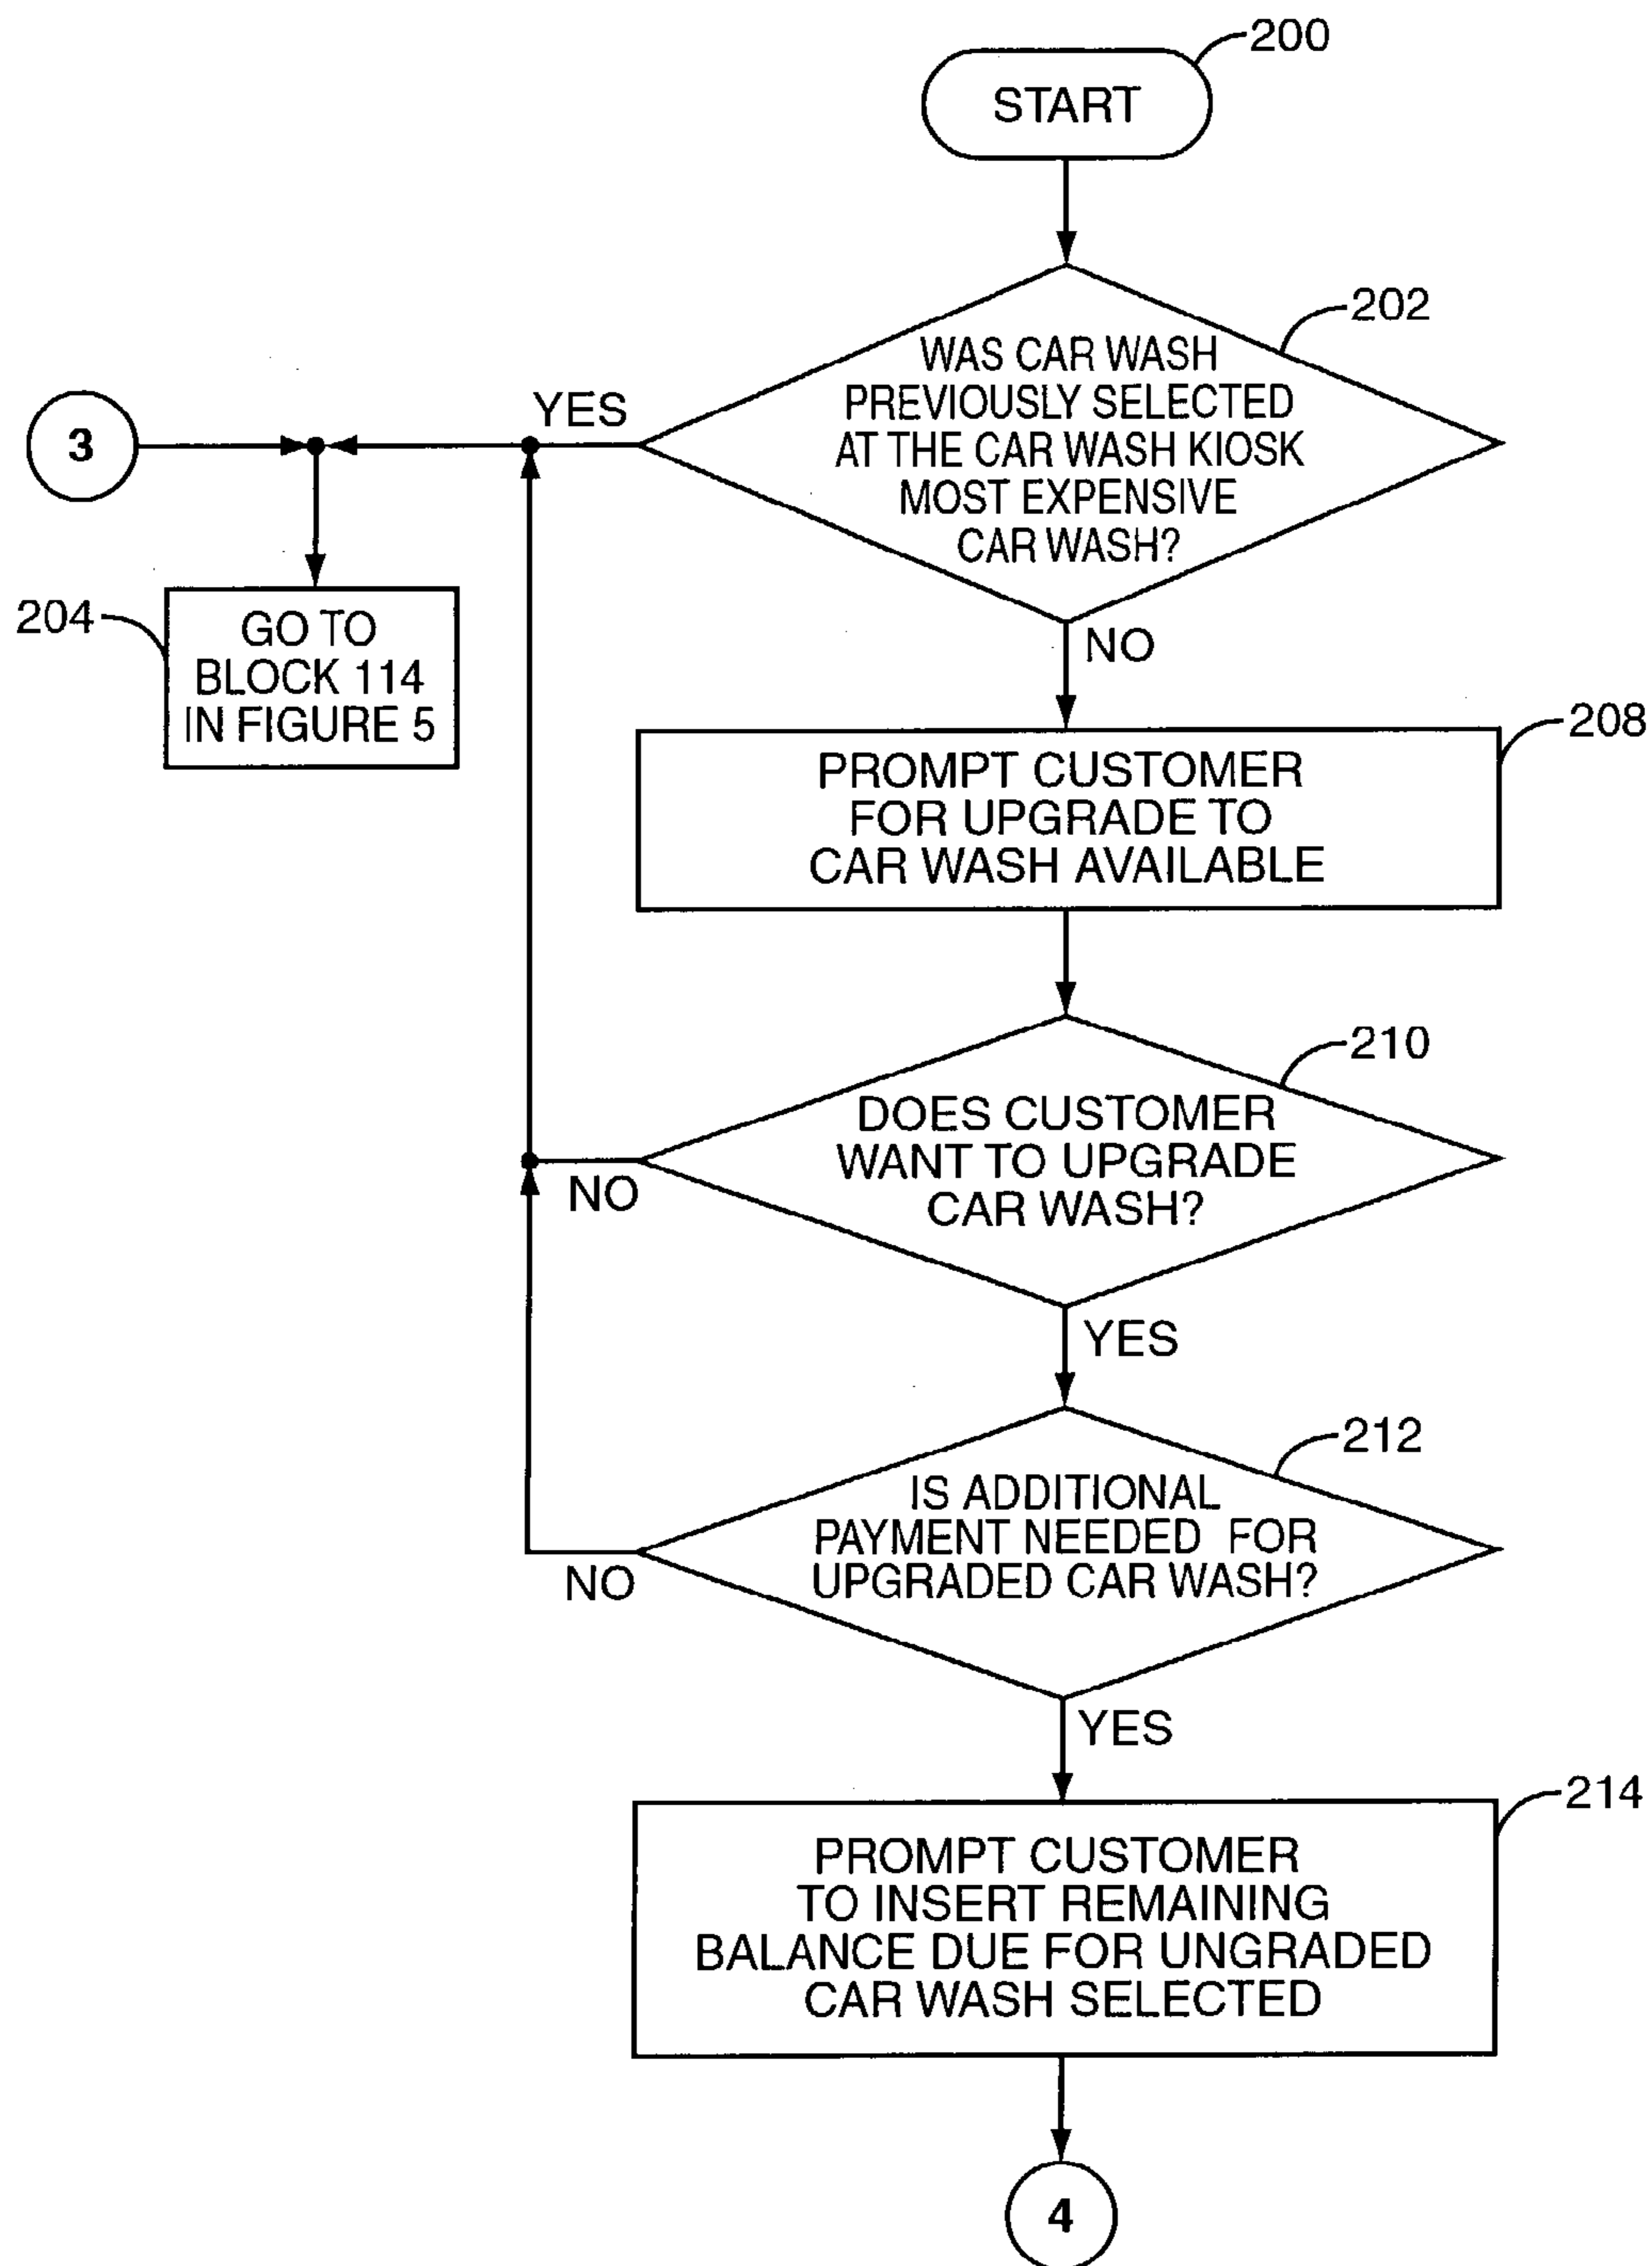 200
START
202
WAS CAR WASH
PREVIOUSLY SELECTED
AT THE CAR WASH KIOSK
MOST EXPENSIVE
CAR WASH?
YES
3
204
GO TO
BLOCK 114
IN FIGURE 5
NO
208
PROMPT CUSTOMER
FOR UPGRADE TO
CAR WASH AVAILABLE
210
DOES CUSTOMER
WANT TO UPGRADE
CAR WASH?
NO
YES
212
IS ADDITIONAL
PAYMENT NEEDED FOR
UPGRADED CAR WASH?
NO
YES
214
PROMPT CUSTOMER
TO INSERT REMAINING
BALANCE DUE FOR UNGRADED
CAR WASH SELECTED
4